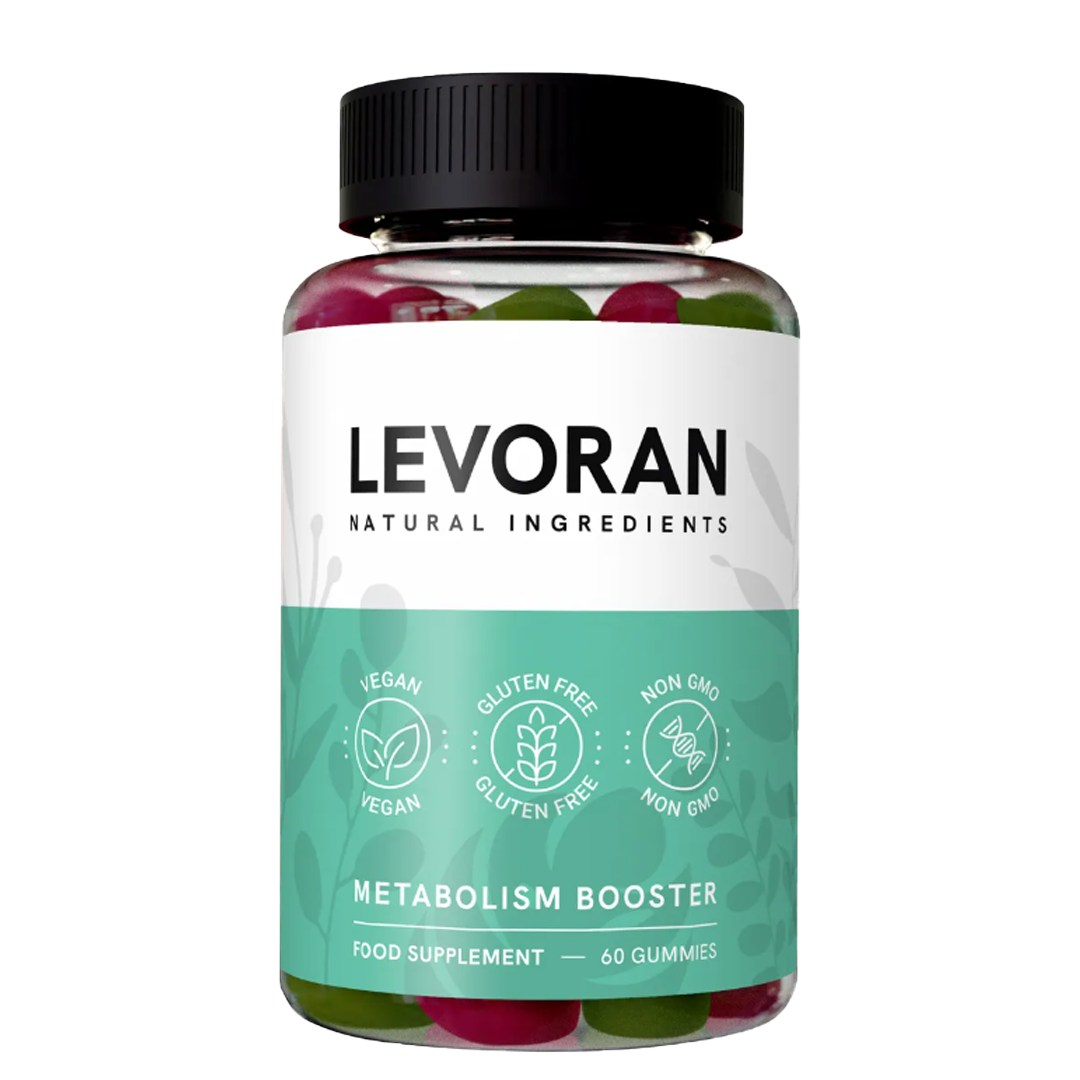 LEVORAN
NATURAL INGREDIENTS
VEGAN
GLUTEN FREE
NON GMO
VEGAN
GLUTEN FREE
NON GMO
METABOLISM BOOSTER
FOOD SUPPLEMENT — 60 GUMMIES